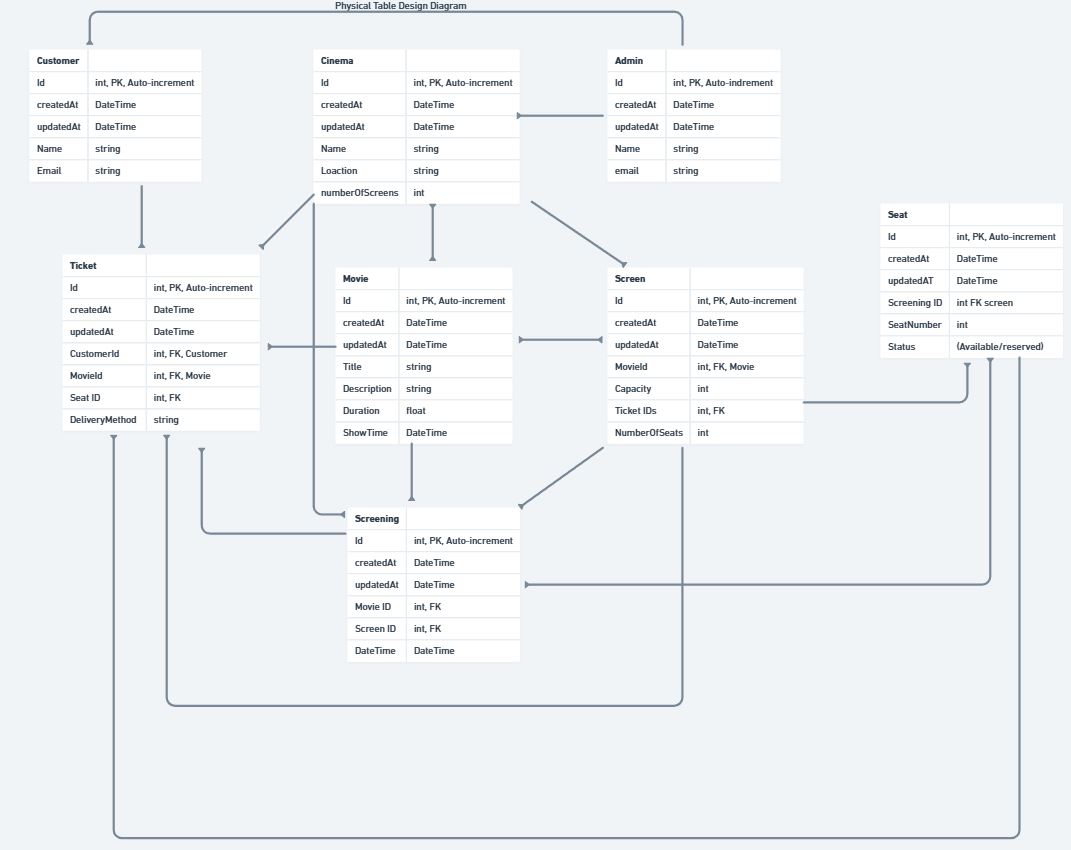 Physical Table Design Diagram
Customer
Id int, PK, Auto-increment
createdAt DateTime
updatedAt DateTime
Name string
Email string
Cinema
Id int, PK, Auto-increment
createdAt DateTime
updatedAt DateTime
Name string
Loaction string
numberOfScreens int
Admin
Id int, PK, Auto-indrement
createdAt DateTime
updatedAt DateTime
Name string
email string
Seat
Id int, PK, Auto-increment
createdAt DateTime
updatedAT DateTime
Screening ID int FK screen
SeatNumber int
Status (Available/reserved)
Ticket
Id int, PK, Auto-increment
createdAt DateTime
updatedAt DateTime
CustomerId int, FK, Customer
MovieId int, FK, Movie
Seat ID int, FK
DeliveryMethod string
Movie
Id int, PK, Auto-increment
createdAt DateTime
updatedAt DateTime
Title string
Description string
Duration float
ShowTime DateTime
Screen
Id int, PK, Auto-increment
createdAt DateTime
updatedAt DateTime
MovieId int, FK, Movie
Capacity int
Ticket IDs int, FK
NumberOfSeats int
Screening
Id int, PK, Auto-increment
createdAt DateTime
updatedAt DateTime
Movie ID int, FK
Screen ID int, FK
DateTime DateTime